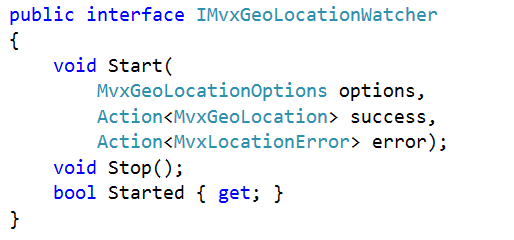 public interface IMvxGeoLocationWatcher
{
    void Start(
        MvxGeoLocationOptions options,
        Action<MvxGeoLocation> success,
        Action<MvxLocationError> error);
    void Stop();
    bool Started { get; }
}